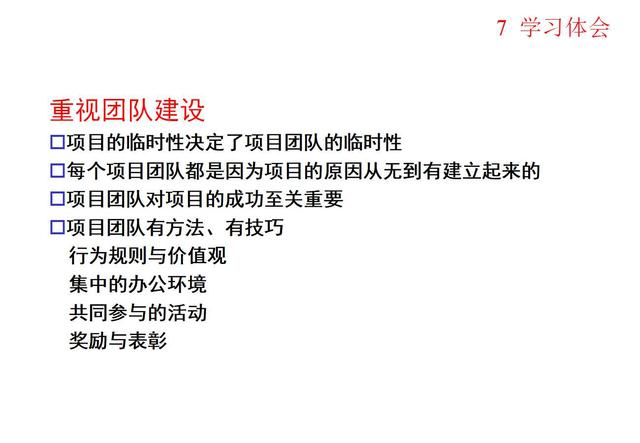 7 学习体会
重视团队建设
□项目的临时性决定了项目团队的临时性
□每个项目团队都是因为项目的原因从无到有建立起来的
□项目团队对项目的成功至关重要
□项目团队有方法、有技巧
行为规则与价值观
集中的办公环境
共同参与的活动
奖励与表彰